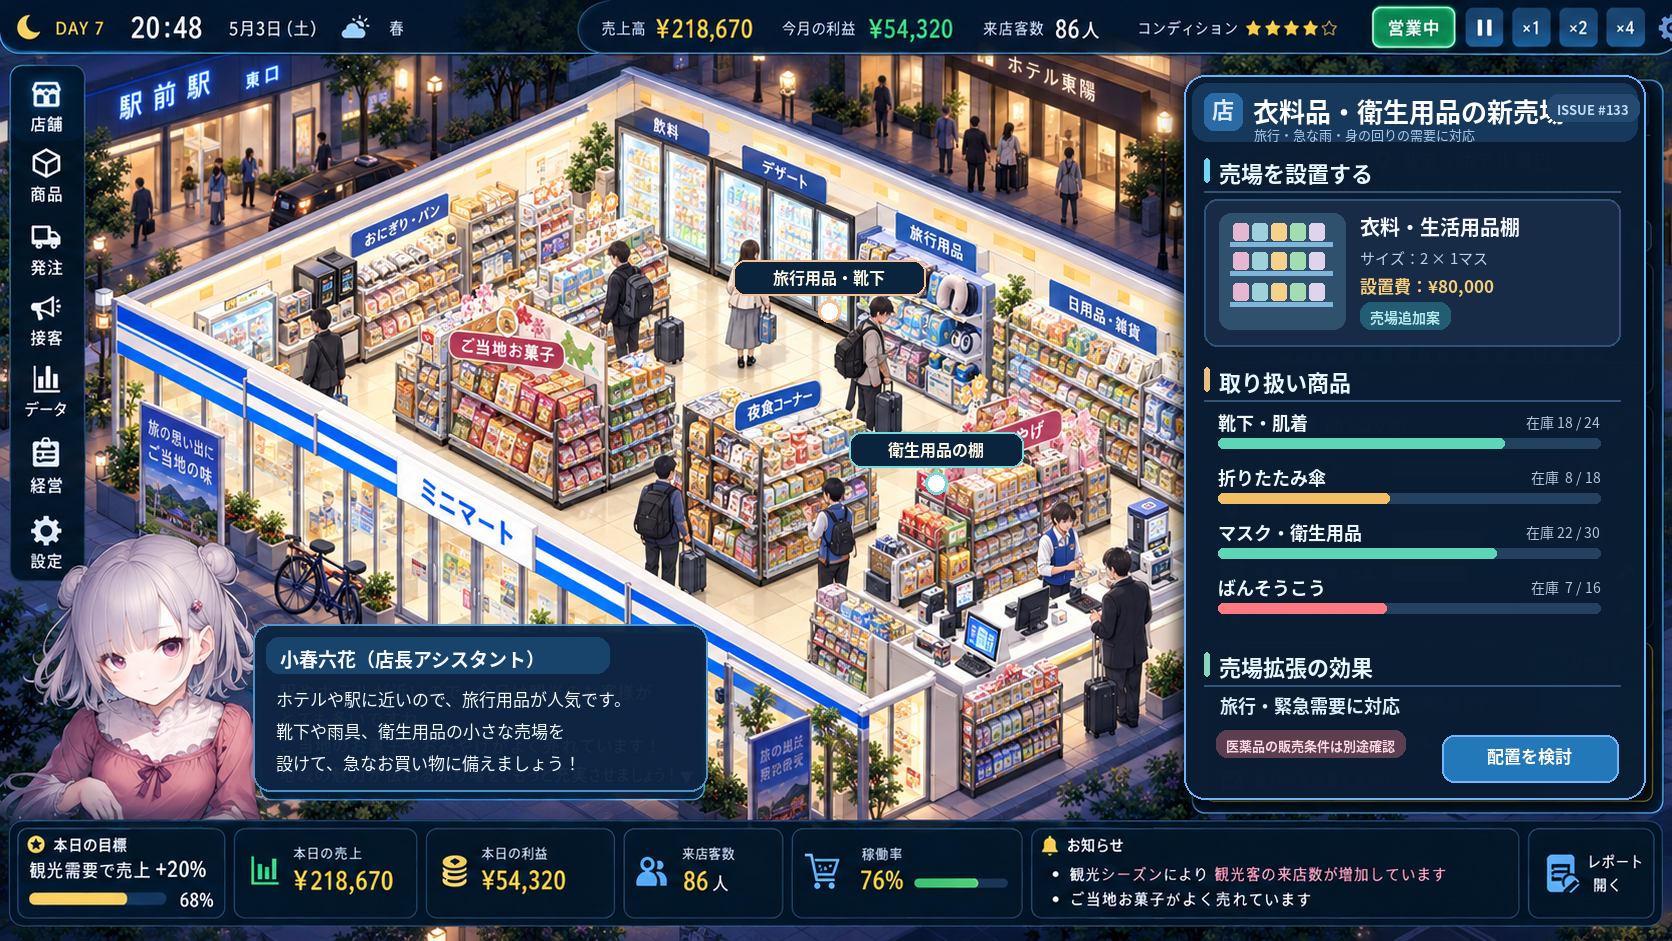 DAY 7
20:48
5月3日(土)
春
売上高 ¥218,670
今月の利益 ¥54,320
来店客数 86人
コンディション ★★★★☆
営業中
×1
×2
×4
店舗
商品
発注
接客
データ
経営
設定
駅前駅 東口
ホテル東陽
飲料
デザート
おにぎり・パン
旅行用品
日用品・雑貨
ご当地お菓子
夜食コーナー
旅行用品・靴下
衛生用品の棚
やげ
旅の思い出に
ご当地の味
ミニマート
小春六花（店長アシスタント）
ホテルや駅に近いので、旅行用品が人気です。
靴下や雨具、衛生用品の小さな売場を
設けて、急なお買い物に備えましょう！
店
衣料品・衛生用品の新売場
ISSUE #133
旅行・急な雨・身の回りの需要に対応
売場を設置する
衣料・生活用品棚
サイズ：2 × 1マス
設置費：¥80,000
売場追加案
取り扱い商品
靴下・肌着 在庫 18 / 24
折りたたみ傘 在庫 8 / 18
マスク・衛生用品 在庫 22 / 30
ばんそうこう 在庫 7 / 16
売場拡張の効果
旅行・緊急需要に対応
医薬品の販売条件は別途確認
配置を検討
本日の目標
観光需要で売上 +20%
68%
本日の売上
¥218,670
本日の利益
¥54,320
来店客数
86 人
稼働率
76%
お知らせ
• 観光シーズンにより 観光客の来店数が増加しています
• ご当地お菓子がよく売れています
レポート
開く